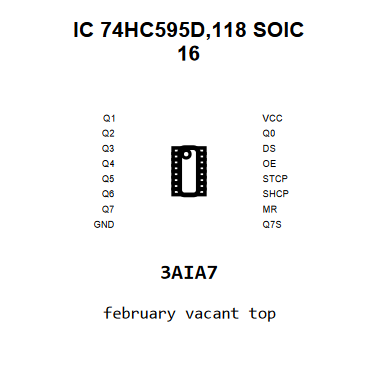 IC 74HC595D,118 SOIC
16
Q1 VCC
Q2 Q0
Q3 DS
Q4 OE
Q5 STCP
Q6 SHCP
Q7 MR
GND Q7S
3AIA7
february vacant top